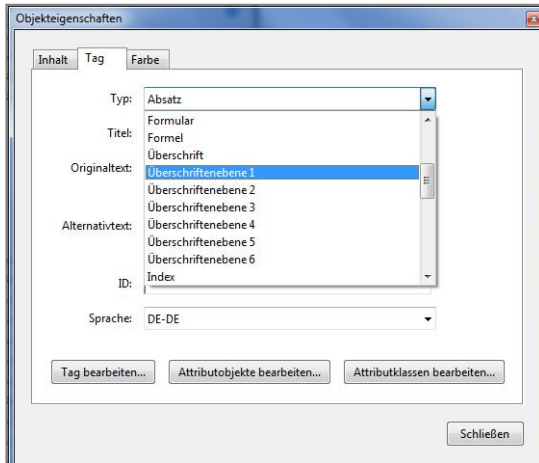 Objekteigenschaften
Inhalt Tag Farbe
Typ: Absatz
Formular
Titel:
Formel
Überschrift
Originaltext:
Überschriftenebene 1
Überschriftenebene 2
Überschriftenebene 3
Alternativtext:
Überschriftenebene 4
Überschriftenebene 5
Überschriftenebene 6
Index
ID:
Sprache: DE-DE
Tag bearbeiten... Attributobjekte bearbeiten... Attributklassen bearbeiten...
Schließen